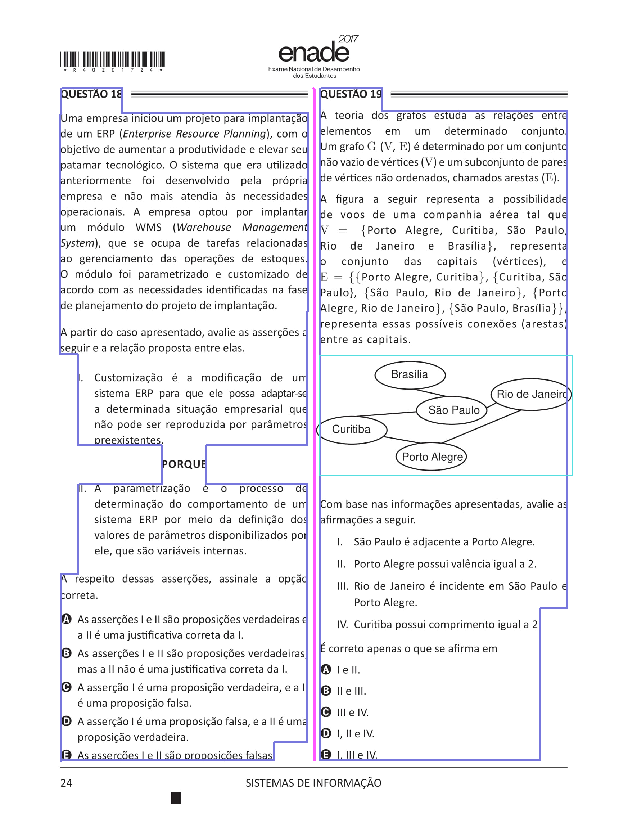 *R4020172 4*
enade 2017
Exame Nacional de Desempenho
dos Estudantes
QUESTÃO 18
Uma empresa iniciou um projeto para implantação
de um ERP (Enterprise Resource Planning), com o
objetivo de aumentar a produtividade e elevar seu
patamar tecnológico. O sistema que era utilizado
anteriormente foi desenvolvido pela própria
empresa e não mais atendia às necessidades
operacionais. A empresa optou por implantar
um módulo WMS (Warehouse Management
System), que se ocupa de tarefas relacionadas
ao gerenciamento das operações de estoques.
O módulo foi parametrizado e customizado de
acordo com as necessidades identificadas na fase
de planejamento do projeto de implantação.
A partir do caso apresentado, avalie as asserções a
seguir e a relação proposta entre elas.
I. Customização é a modificação de um
sistema ERP para que ele possa adaptar-se
a determinada situação empresarial que
não pode ser reproduzida por parâmetros
preexistentes.
PORQUE
II. A parametrização é o processo de
determinação do comportamento de um
sistema ERP por meio da definição dos
valores de parâmetros disponibilizados por
ele, que são variáveis internas.
A respeito dessas asserções, assinale a opção
correta.
A As asserções I e II são proposições verdadeiras e
a II é uma justificativa correta da I.
B As asserções I e II são proposições verdadeiras,
mas a II não é uma justificativa correta da I.
C A asserção I é uma proposição verdadeira, e a II
é uma proposição falsa.
D A asserção I é uma proposição falsa, e a II é uma
proposição verdadeira.
E As asserções I e II são proposições falsas.
QUESTÃO 19
A teoria dos grafos estuda as relações entre
elementos em um determinado conjunto.
Um grafo G (V, E) é determinado por um conjunto
não vazio de vértices (V) e um subconjunto de pares
de vértices não ordenados, chamados arestas (E).
A figura a seguir representa a possibilidade
de voos de uma companhia aérea tal que
V = {Porto Alegre, Curitiba, São Paulo,
Rio de Janeiro e Brasília}, representa
o conjunto das capitais (vértices), e
E = {{Porto Alegre, Curitiba}, {Curitiba, São
Paulo}, {São Paulo, Rio de Janeiro}, {Porto
Alegre, Rio de Janeiro}, {São Paulo, Brasília}},
representa essas possíveis conexões (arestas)
entre as capitais.
Brasília
Rio de Janeiro
São Paulo
Curitiba
Porto Alegre
Com base nas informações apresentadas, avalie as
afirmações a seguir.
I. São Paulo é adjacente a Porto Alegre.
II. Porto Alegre possui valência igual a 2.
III. Rio de Janeiro é incidente em São Paulo e
Porto Alegre.
IV. Curitiba possui comprimento igual a 2
É correto apenas o que se afirma em
A I e II.
B II e III.
C III e IV.
D I, II e IV.
E I, III e IV.
24
SISTEMAS DE INFORMAÇÃO